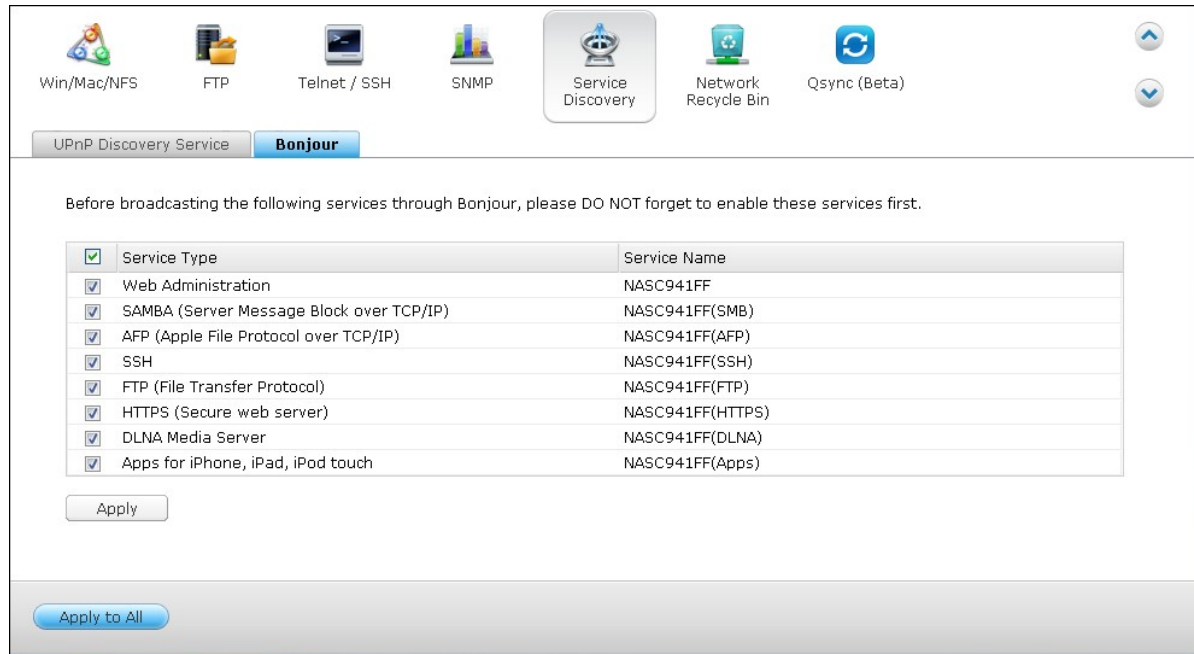 Win/Mac/NFS
FTP
Telnet / SSH
SNMP
Service
Discovery
Network
Recycle Bin
Qsync (Beta)
UPnP Discovery Service
Bonjour
Before broadcasting the following services through Bonjour, please DO NOT forget to enable these services first.
Service Type Service Name
Web Administration NASC941FF
SAMBA (Server Message Block over TCP/IP) NASC941FF(SMB)
AFP (Apple File Protocol over TCP/IP) NASC941FF(AFP)
SSH NASC941FF(SSH)
FTP (File Transfer Protocol) NASC941FF(FTP)
HTTPS (Secure web server) NASC941FF(HTTPS)
DLNA Media Server NASC941FF(DLNA)
Apps for iPhone, iPad, iPod touch NASC941FF(Apps)
Apply
Apply to All